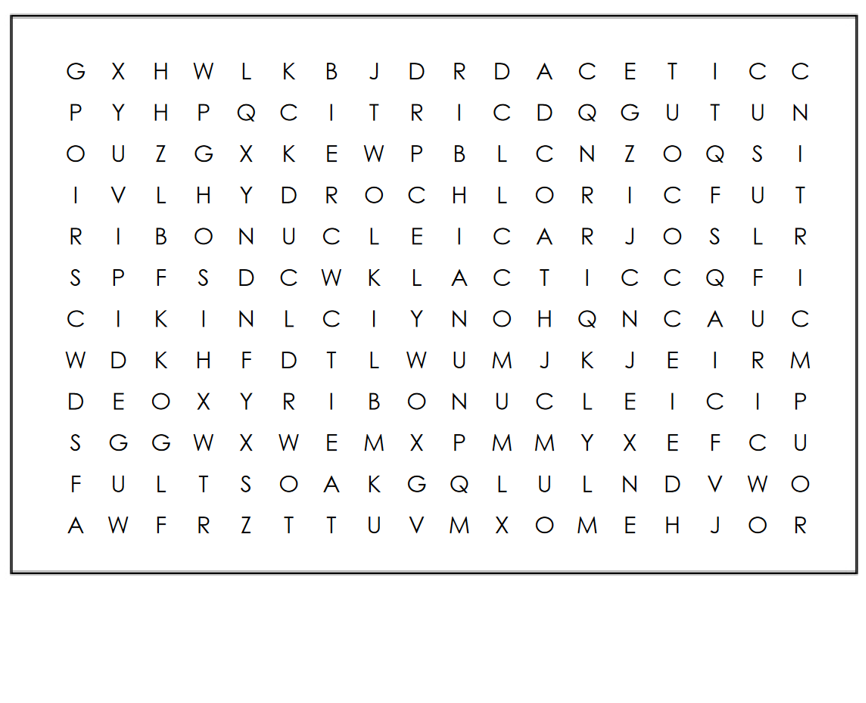 G X H W L K B J D R D A C E T I C C
P Y H P Q C I T R I C D Q G U T U N
O U Z G X K E W P B L C N Z O Q S I
I V L H Y D R O C H L O R I C F U T
R I B O N U C L E I C A R J O S L R
S P F S D C W K L A C T I C C Q F I
C I K I N L C I Y N O H Q N C A U C
W D K H F D T L W U M J K J E I R M
D E O X Y R I B O N U C L E I C I P
S G G W X W E M X P M M Y X E F C U
F U L T S O A K G Q L U L N D V W O
A W F R Z T T U V M X O M E H J O R